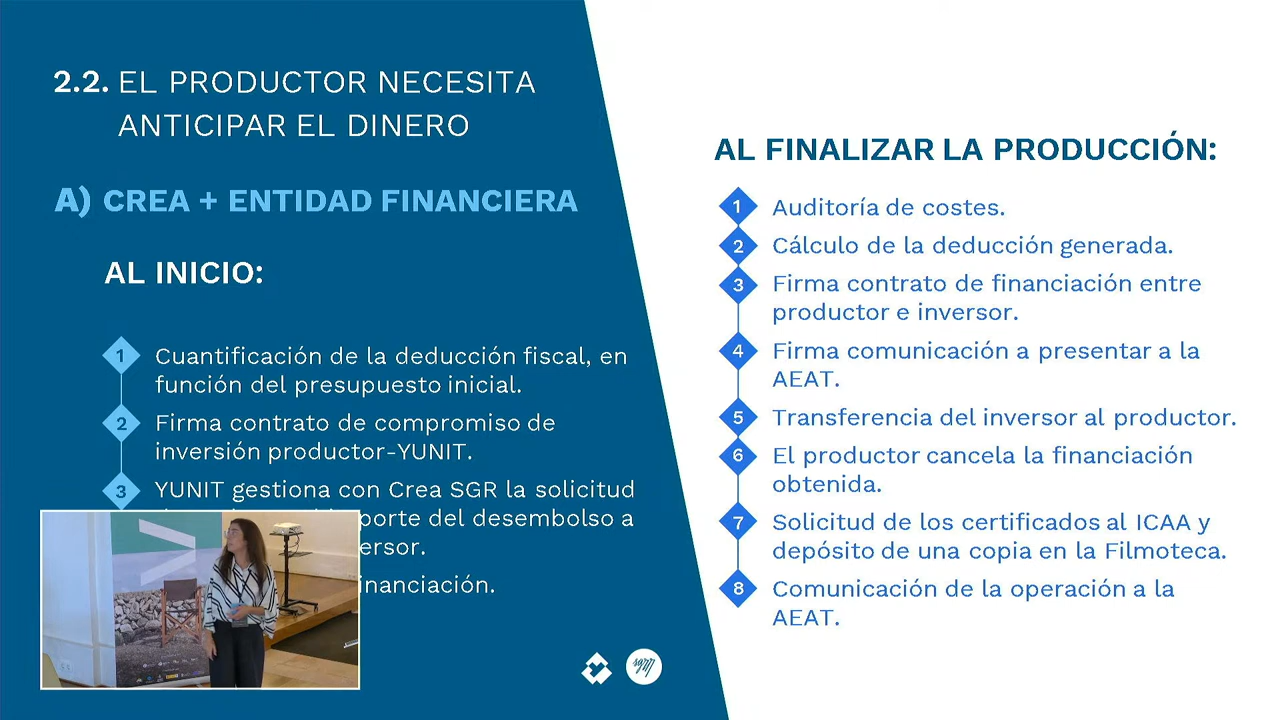 2.2. EL PRODUCTOR NECESITA
ANTICIPAR EL DINERO
A) CREA + ENTIDAD FINANCIERA
AL INICIO:
1 Cuantificación de la deducción fiscal, en
función del presupuesto inicial.
2 Firma contrato de compromiso de
inversión productor-YUNIT.
3 YUNIT gestiona con Crea SGR la solicitud
porte del desembolso a
ersor.
inanciación.
AL FINALIZAR LA PRODUCCIÓN:
1 Auditoría de costes.
2 Cálculo de la deducción generada.
3 Firma contrato de financiación entre
productor e inversor.
4 Firma comunicación a presentar a la
AEAT.
5 Transferencia del inversor al productor.
6 El productor cancela la financiación
obtenida.
7 Solicitud de los certificados al ICAA y
depósito de una copia en la Filmoteca.
8 Comunicación de la operación a la
AEAT.